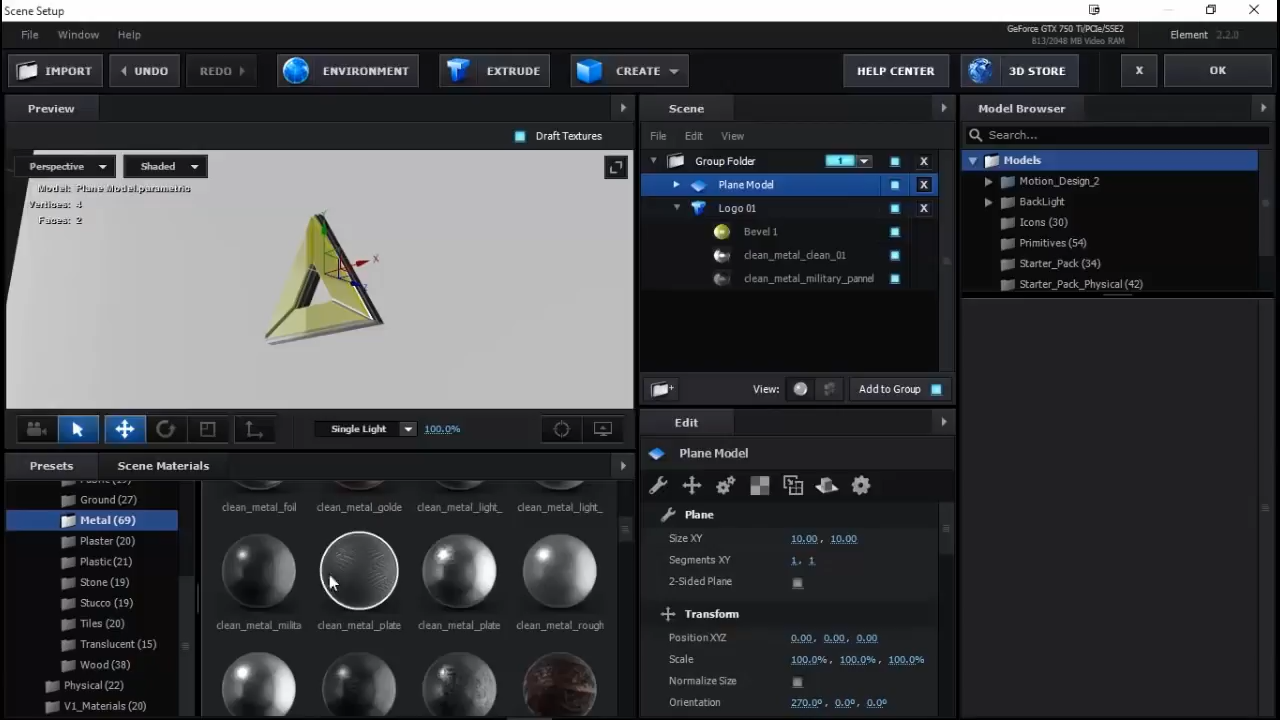 Scene Setup
File Window Help
GeForce GTX 750 Ti/PCIe/SSE2
813/2048 MB Video RAM
Element 2.2.0
IMPORT UNDO REDO ENVIRONMENT EXTRUDE CREATE HELP CENTER 3D STORE X OK
Preview
Draft Textures
Perspective Shaded
Model: Plane Model.parametric
Vertices: 4
Faces: 2
Y
X
Z
Single Light 100.0%
Presets Scene Materials
Ground (27)
Metal (69)
Plaster (20)
Plastic (21)
Stone (19)
Stucco (19)
Tiles (20)
Translucent (15)
Wood (38)
Physical (22)
V1_Materials (20)
clean_metal_foil clean_metal_golde clean_metal_light_ clean_metal_light_
clean_metal_milita clean_metal_plate clean_metal_plate clean_metal_rough
Scene
File Edit View
Group Folder 1 X
Plane Model X
Logo 01 X
Bevel 1
clean_metal_clean_01
clean_metal_military_pannel
View: Add to Group
Edit
Plane Model
Plane
Size XY 10.00, 10.00
Segments XY 1, 1
2-Sided Plane
Transform
Position XYZ 0.00, 0.00, 0.00
Scale 100.0%, 100.0%, 100.0%
Normalize Size
Orientation 270.0º, 0.0º, 0.0º
Model Browser
Search...
Models
Motion_Design_2
BackLight
Icons (30)
Primitives (54)
Starter_Pack (34)
Starter_Pack_Physical (42)